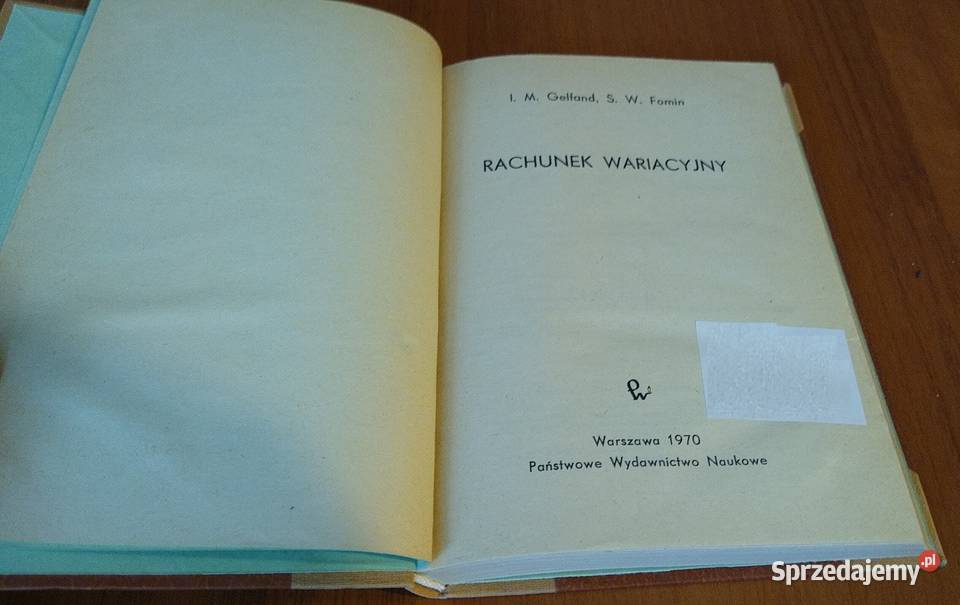 I. M. Gelfand, S. W. Fomin
RACHUNEK WARIACYJNY
Warszawa 1970
Państwowe Wydawnictwo Naukowe
Sprzedajemy.pl